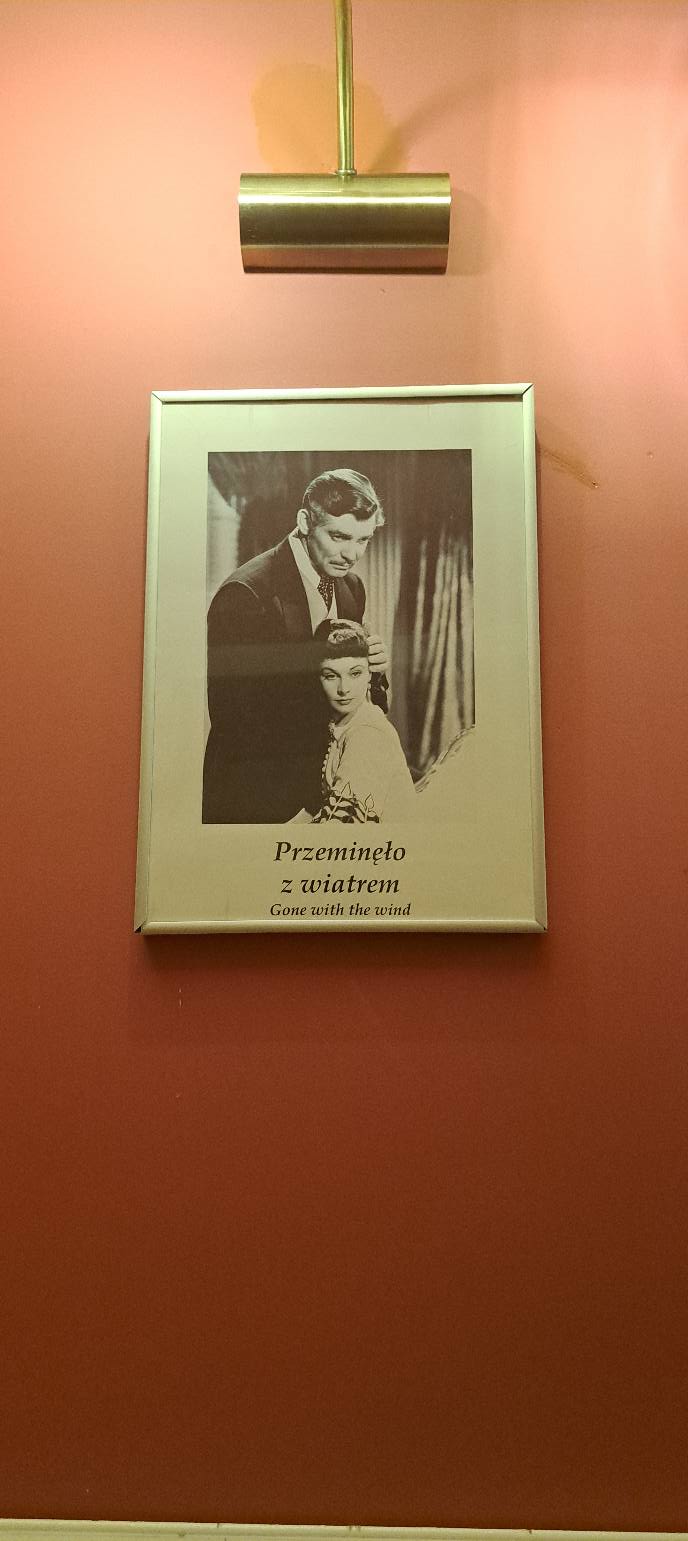 Przeminęło
z wiatrem
Gone with the wind